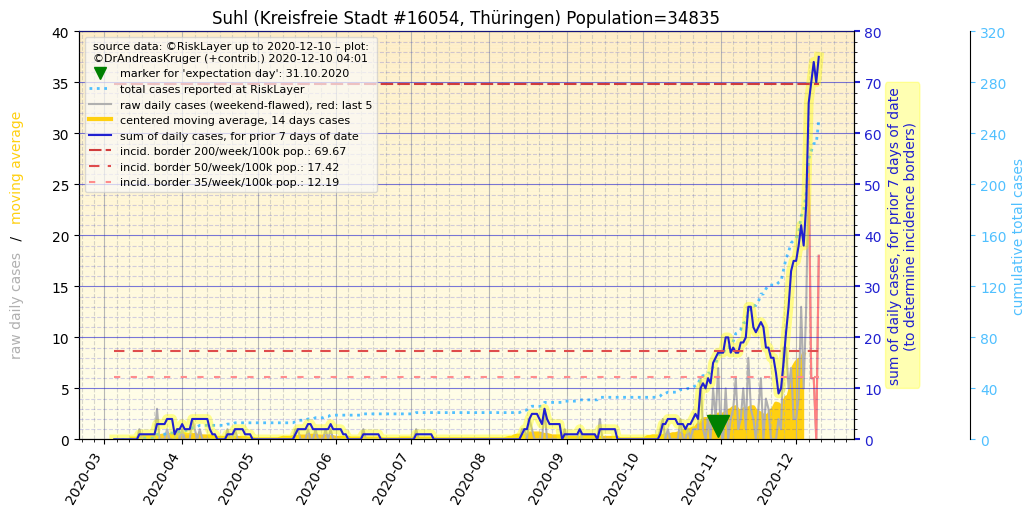 Suhl (Kreisfreie Stadt #16054, Thüringen) Population=34835
source data: ©RiskLayer up to 2020-12-10 – plot:
©DrAndreasKruger (+contrib.) 2020-12-10 04:01
marker for 'expectation day': 31.10.2020
total cases reported at RiskLayer
raw daily cases (weekend-flawed), red: last 5
centered moving average, 14 days cases
sum of daily cases, for prior 7 days of date
incid. border 200/week/100k pop.: 69.67
incid. border 50/week/100k pop.: 17.42
incid. border 35/week/100k pop.: 12.19
raw daily cases / moving average
40
35
30
25
20
15
10
5
0
2020-03
2020-04
2020-05
2020-06
2020-07
2020-08
2020-09
2020-10
2020-11
2020-12
80
70
60
50
40
30
20
10
0
sum of daily cases, for prior 7 days of date
(to determine incidence borders)
320
280
240
200
160
120
80
40
0
cumulative total cases